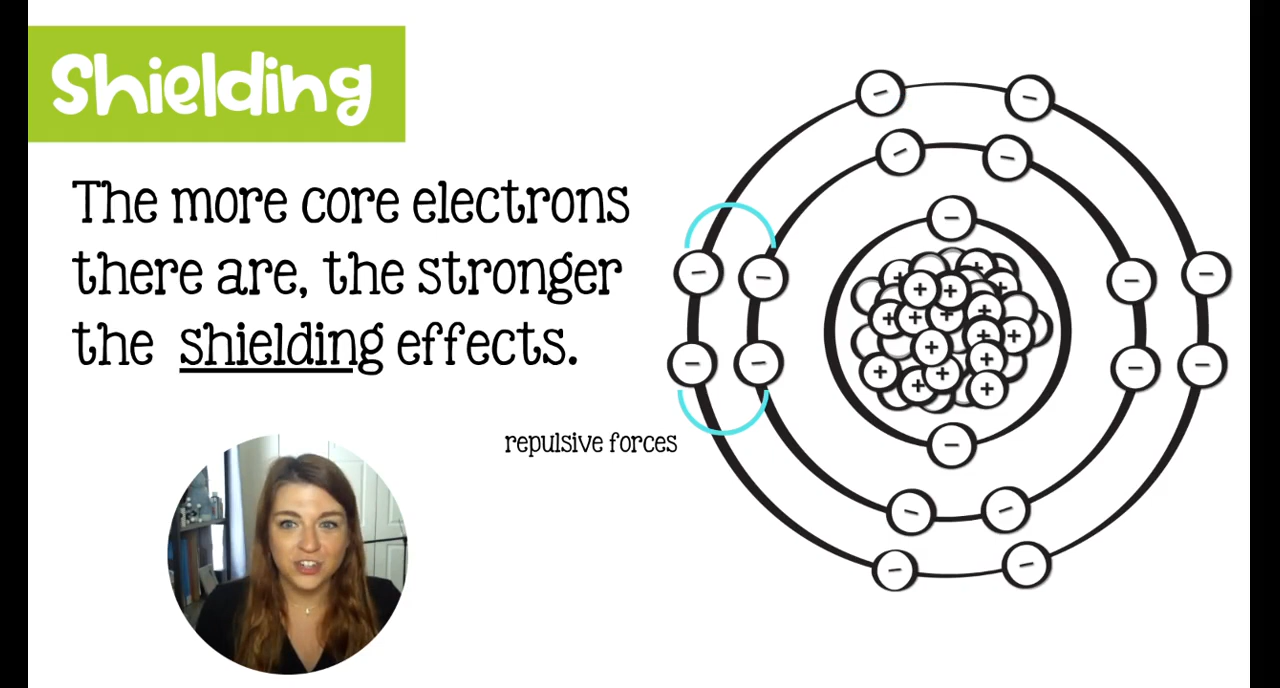 Shielding
The more core electrons
there are, the stronger
the shielding effects.
repulsive forces